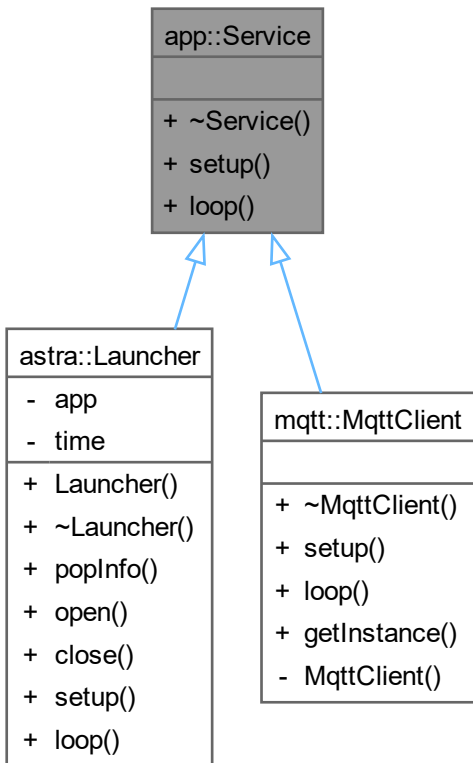 app::Service
+ ~Service()
+ setup()
+ loop()
astra::Launcher
- app
- time
+ Launcher()
+ ~Launcher()
+ popInfo()
+ open()
+ close()
+ setup()
+ loop()
mqtt::MqttClient
+ ~MqttClient()
+ setup()
+ loop()
+ getInstance()
- MqttClient()